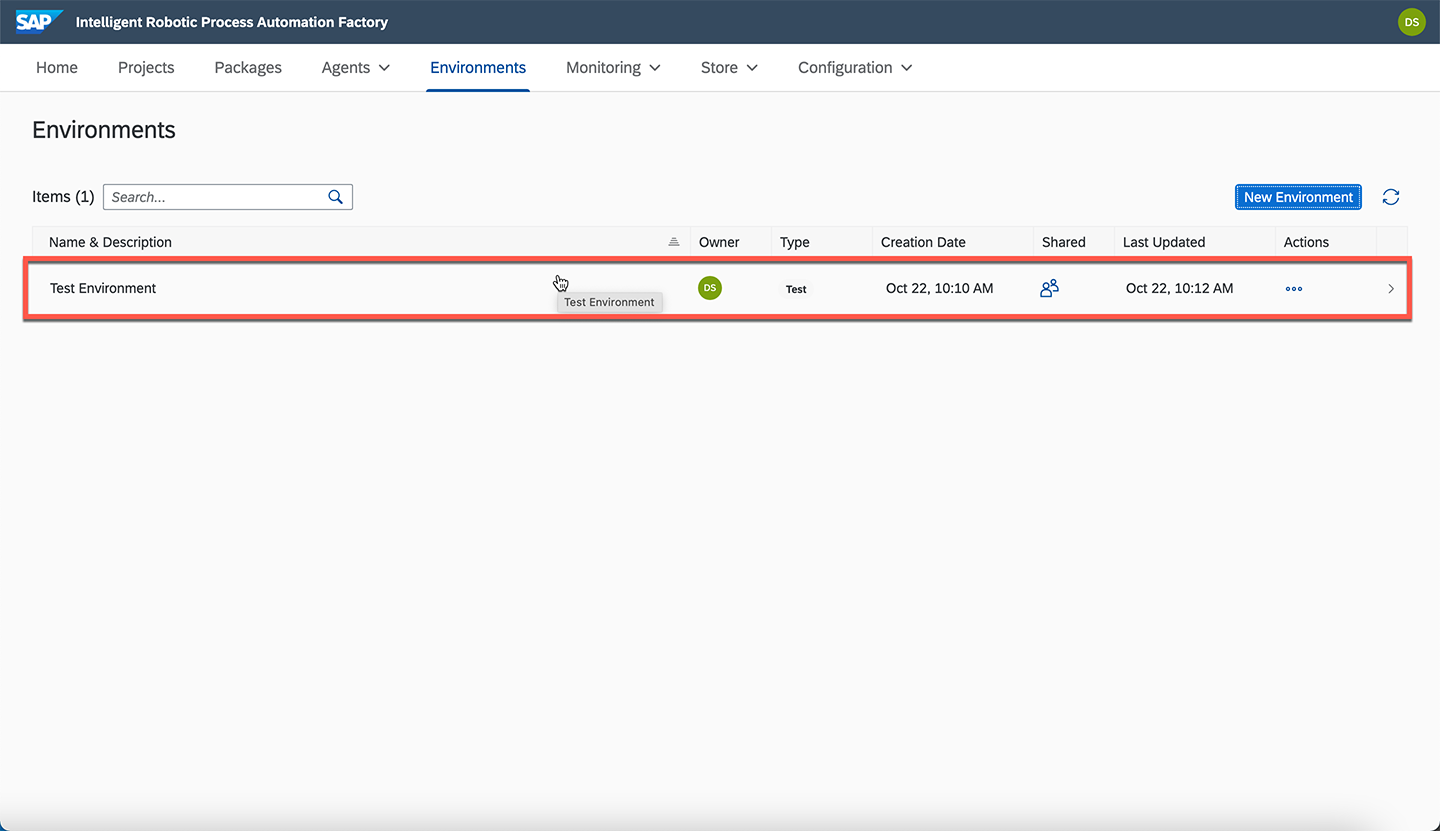 SAP Intelligent Robotic Process Automation Factory DS
Home Projects Packages Agents Environments Monitoring Store Configuration
Environments
Items (1) Search... New Environment
Name & Description Owner Type Creation Date Shared Last Updated Actions
Test Environment DS Test Oct 22, 10:10 AM Oct 22, 10:12 AM
Test Environment